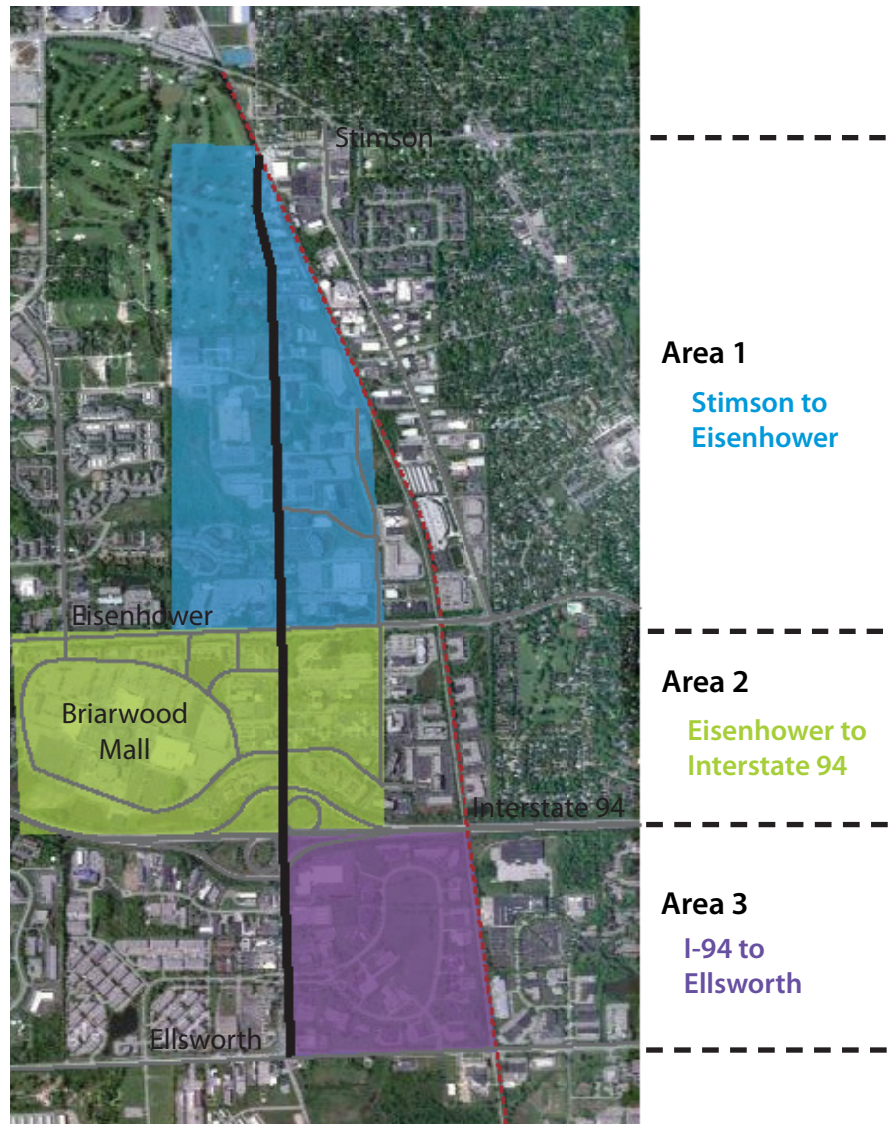 Stimson
Area 1
Stimson to
Eisenhower
Eisenhower
Area 2
Briarwood
Mall
Eisenhower to
Interstate 94
Interstate 94
Area 3
I-94 to
Ellsworth
Ellsworth